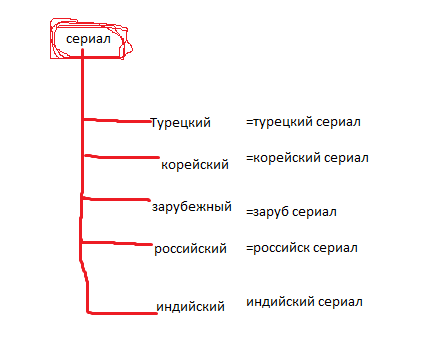 сериал
Турецкий =турецкий сериал
корейский =корейский сериал
зарубежный =заруб сериал
российский =российск сериал
индийский индийский сериал